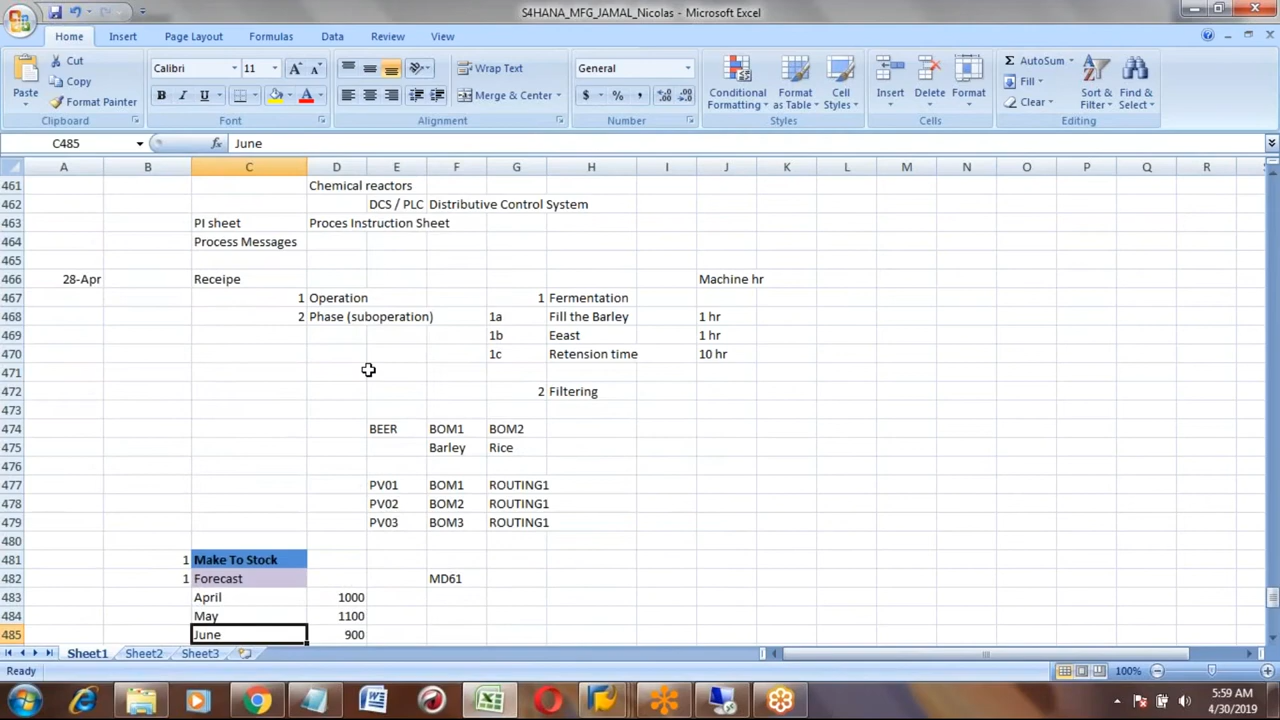 S4HANA_MFG_JAMAL_Nicolas - Microsoft Excel
Home Insert Page Layout Formulas Data Review View
Paste Cut Copy Format Painter Clipboard
Calibri 11 B I U A Font
Wrap Text Merge & Center Alignment
General $ % , Number
Conditional Formatting Format as Table Cell Styles Styles
Insert Delete Format Cells
AutoSum Fill Clear Sort & Filter Find & Select Editing
C485 fx June
A B C D E F G H I J K L M N O P Q R
461 Chemical reactors
462 DCS / PLC Distributive Control System
463 PI sheet Proces Instruction Sheet
464 Process Messages
465
466 28-Apr Receipe Machine hr
467 1 Operation 1 Fermentation
468 2 Phase (suboperation) 1a Fill the Barley 1 hr
469 1b Eeast 1 hr
470 1c Retension time 10 hr
471
472 2 Filtering
473
474 BEER BOM1 BOM2
475 Barley Rice
476
477 PV01 BOM1 ROUTING1
478 PV02 BOM2 ROUTING1
479 PV03 BOM3 ROUTING1
480
481 1 Make To Stock
482 1 Forecast MD61
483 April 1000
484 May 1100
485 June 900
Sheet1 Sheet2 Sheet3
Ready 100%
5:59 AM
4/30/2019